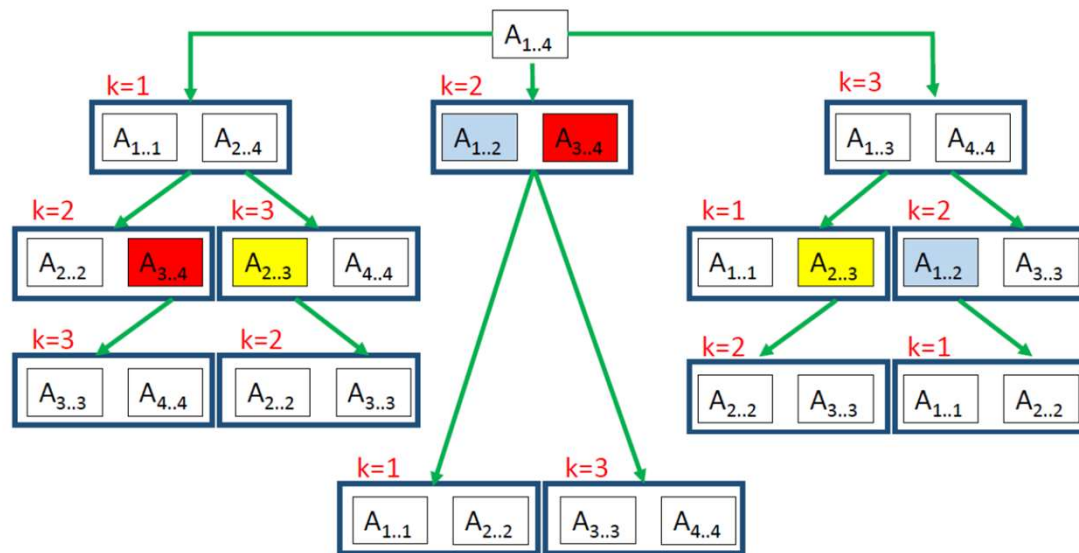 A1..4
k=1 k=2 k=3
A1..1 A2..4 A1..2 A3..4 A1..3 A4..4
k=2 k=3 k=1 k=2
A2..2 A3..4 A2..3 A4..4 A1..1 A2..3 A1..2 A3..3
k=3 k=2 k=2 k=1
A3..3 A4..4 A2..2 A3..3 A2..2 A3..3 A1..1 A2..2
k=1 k=3
A1..1 A2..2 A3..3 A4..4